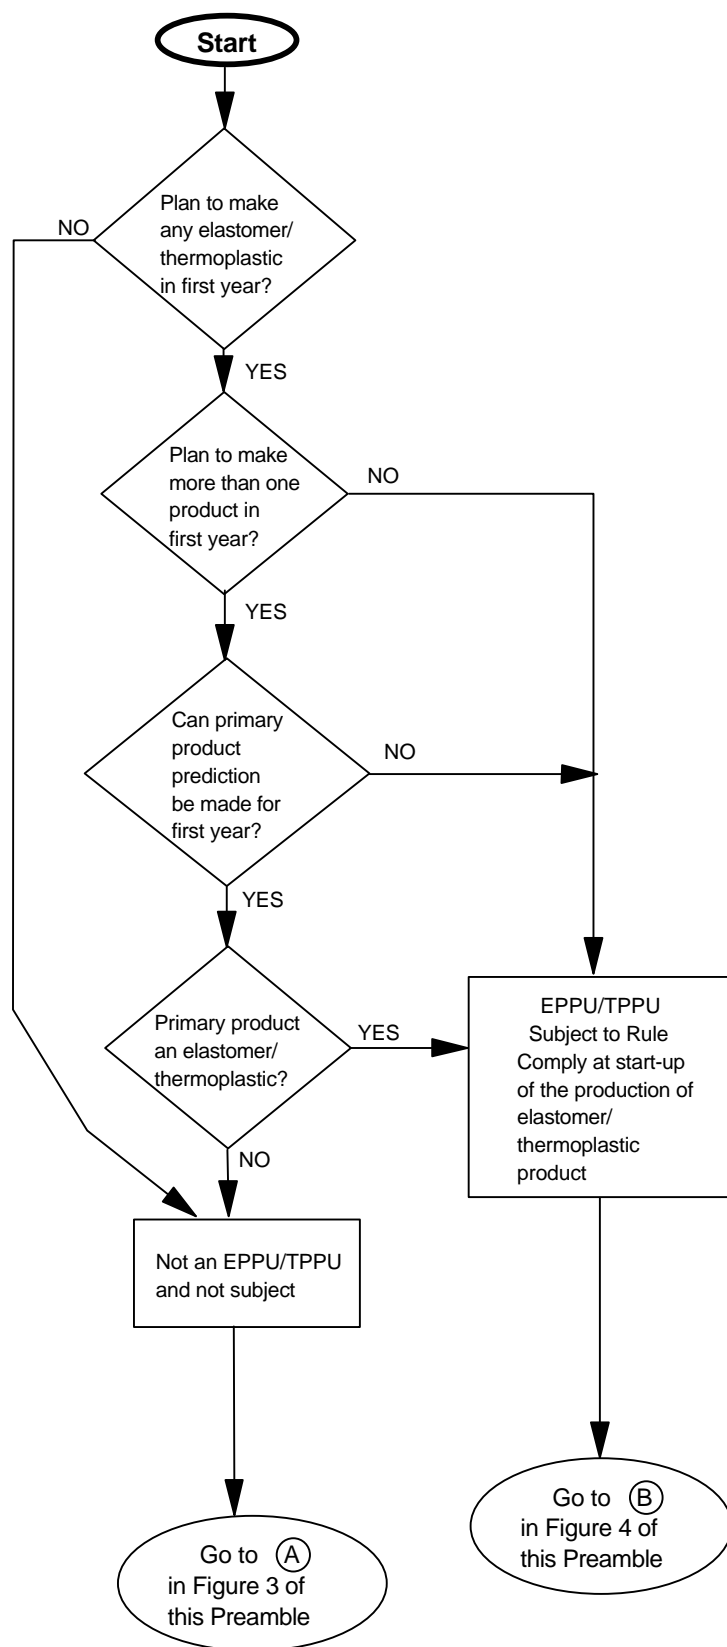 Start
Plan to make
any elastomer/
thermoplastic
in first year?
NO
YES
Plan to make
more than one
product in
first year?
NO
YES
Can primary
product
prediction
be made for
first year?
NO
YES
Primary product
an elastomer/
thermoplastic?
YES
NO
EPPU/TPPU
Subject to Rule
Comply at start-up
of the production of
elastomer/
thermoplastic
product
Not an EPPU/TPPU
and not subject
Go to B
in Figure 4 of
this Preamble
Go to A
in Figure 3 of
this Preamble